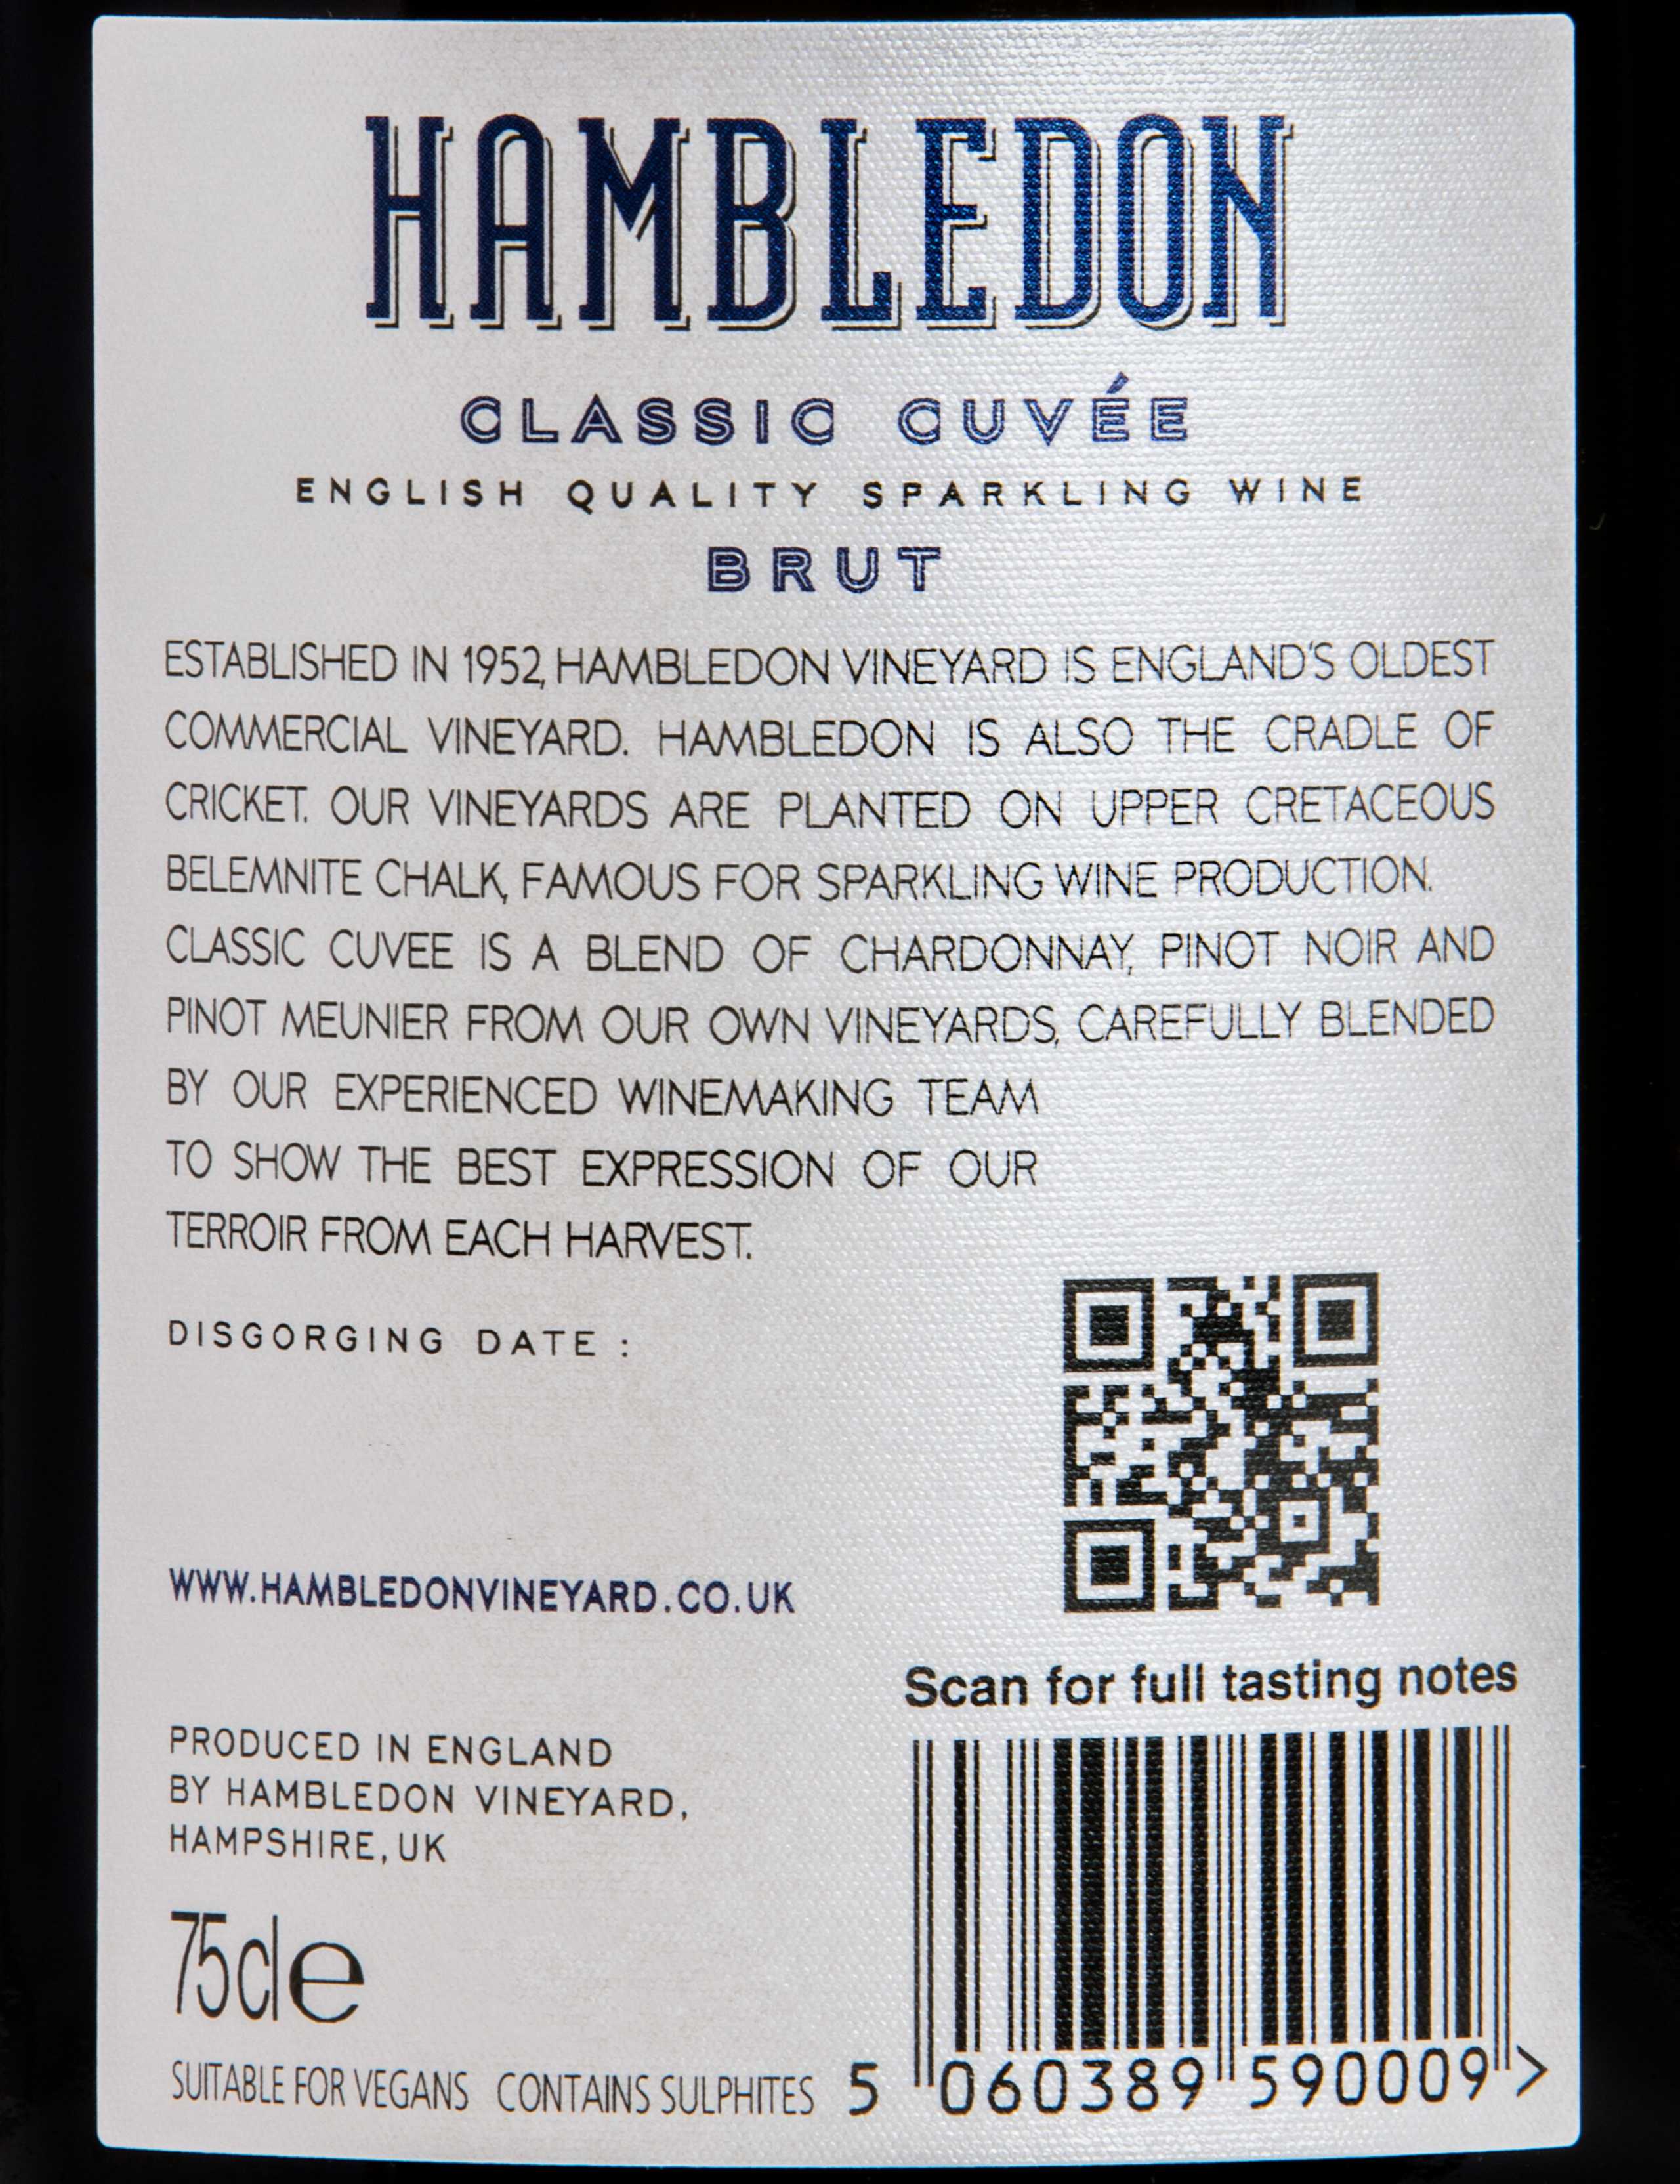 HAMBLEDON
CLASSIC CUVÉE
ENGLISH QUALITY SPARKLING WINE
BRUT
ESTABLISHED IN 1952, HAMBLEDON VINEYARD IS ENGLAND'S OLDEST
COMMERCIAL VINEYARD. HAMBLEDON IS ALSO THE CRADLE OF
CRICKET. OUR VINEYARDS ARE PLANTED ON UPPER CRETACEOUS
BELEMNITE CHALK, FAMOUS FOR SPARKLING WINE PRODUCTION.
CLASSIC CUVEE IS A BLEND OF CHARDONNAY, PINOT NOIR AND
PINOT MEUNIER FROM OUR OWN VINEYARDS, CAREFULLY BLENDED
BY OUR EXPERIENCED WINEMAKING TEAM
TO SHOW THE BEST EXPRESSION OF OUR
TERROIR FROM EACH HARVEST.
DISGORGING DATE :
WWW.HAMBLEDONVINEYARD.CO.UK
Scan for full tasting notes
PRODUCED IN ENGLAND
BY HAMBLEDON VINEYARD,
HAMPSHIRE, UK
75cl e
SUITABLE FOR VEGANS CONTAINS SULPHITES
5 060389 590009 >